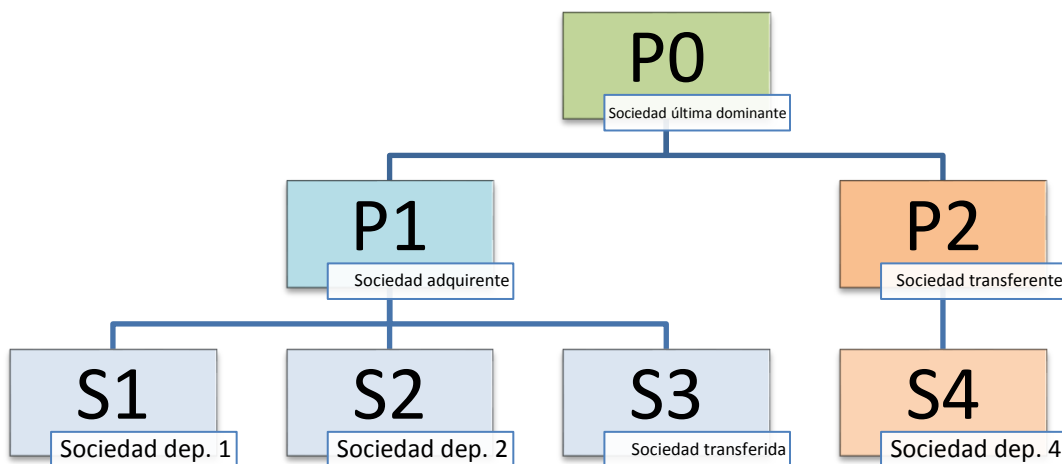 P0
Sociedad última dominante
P1
Sociedad adquirente
P2
Sociedad transferente
S1
Sociedad dep. 1
S2
Sociedad dep. 2
S3
Sociedad transferida
S4
Sociedad dep. 4